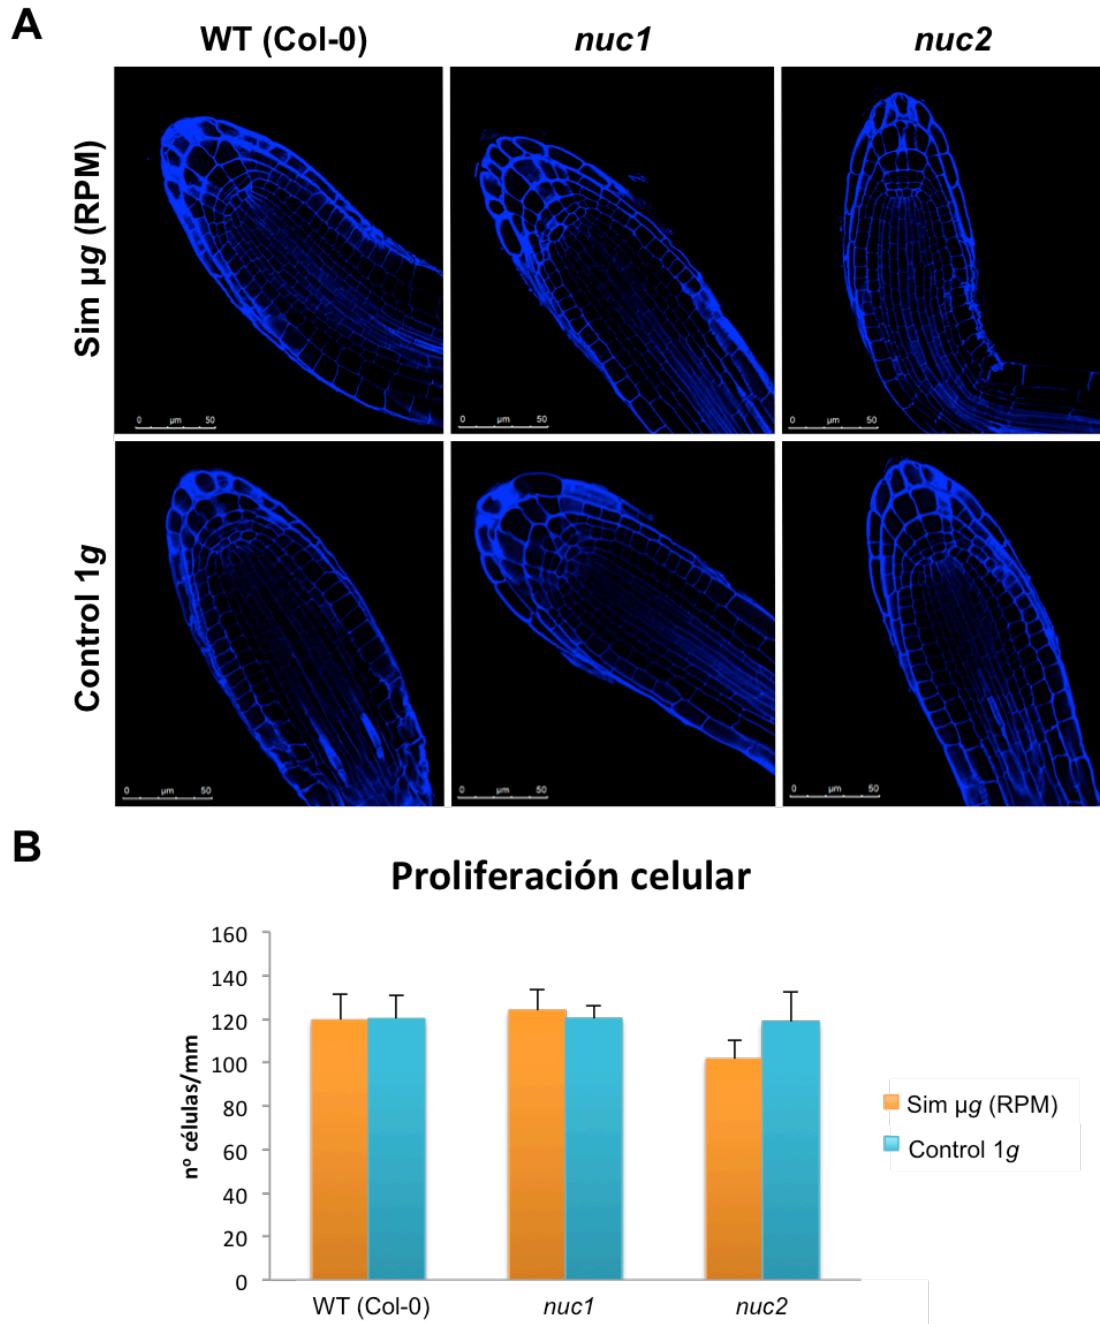 A
WT (Col-0) nuc1 nuc2
Sim µg (RPM)
0 µm 50
0 µm 50
0 µm 50
Control 1g
0 µm 50
0 µm 50
0 µm 50
B
Proliferación celular
nº células/mm
160
140
120
100
80
60
40
20
0
WT (Col-0) nuc1 nuc2
Sim µg (RPM)
Control 1g